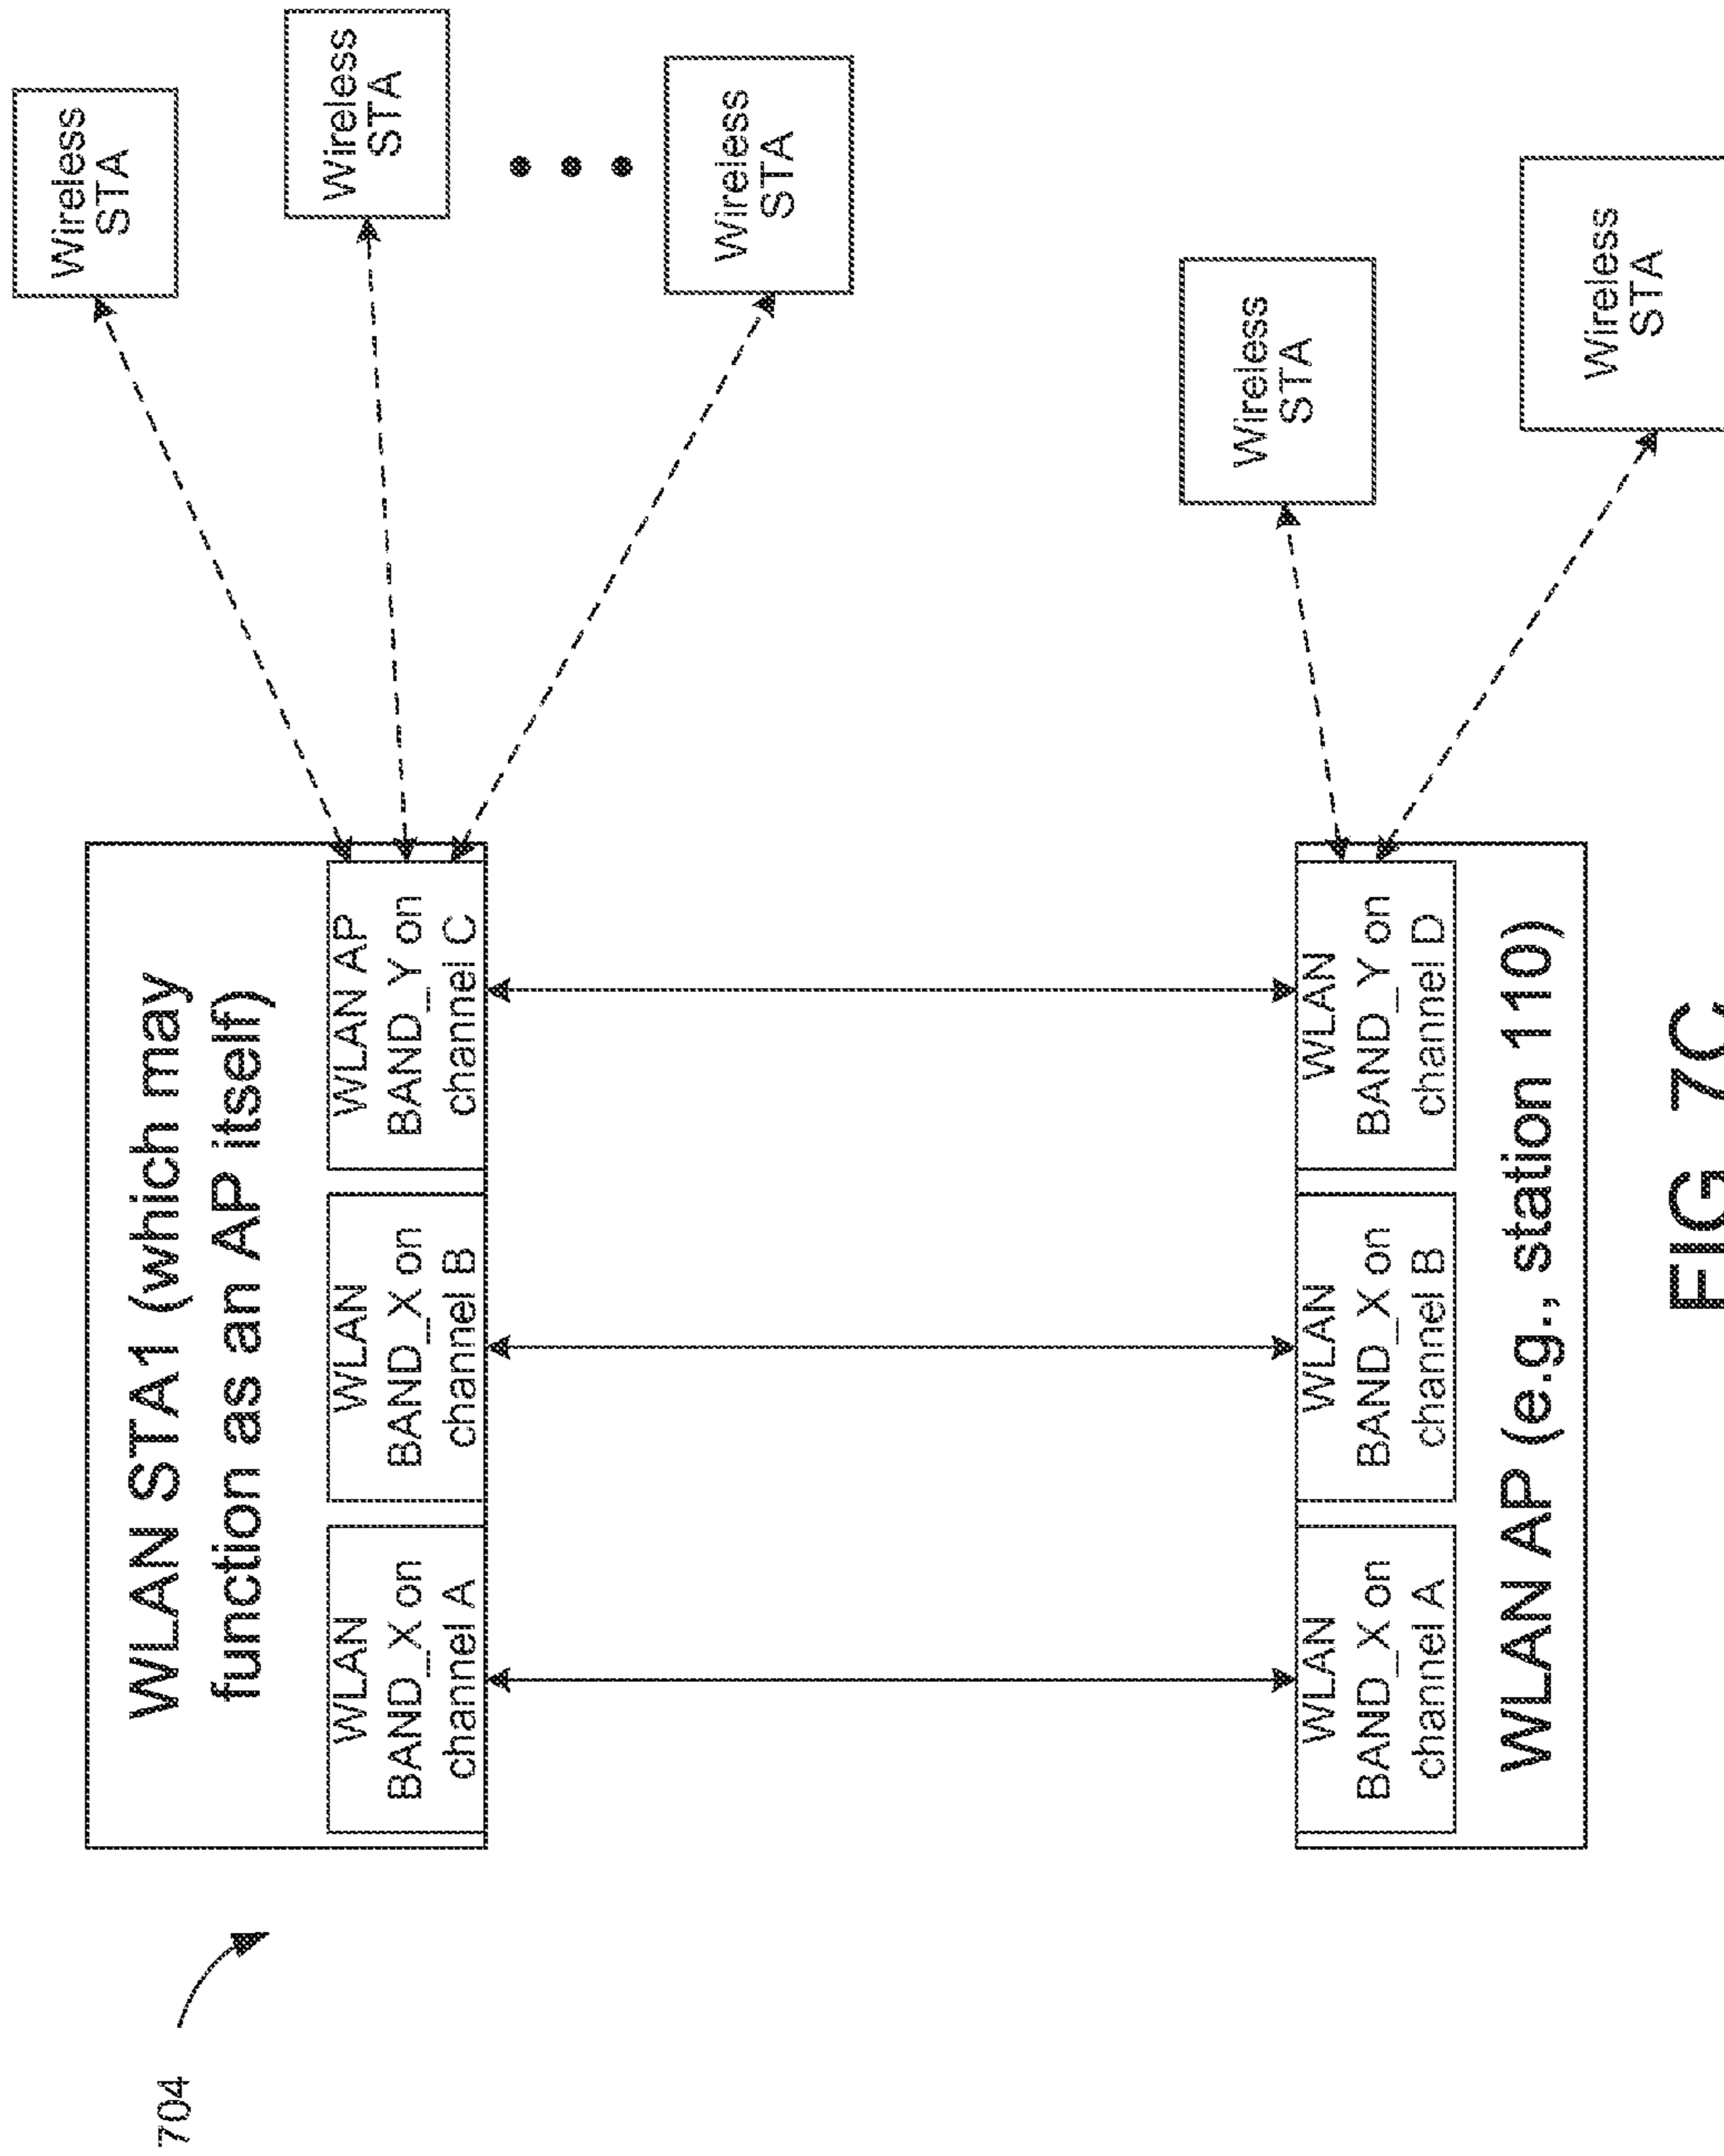 704
WLAN STA1 (which may
function as an AP itself)
WLAN
BAND_X on
channel A
WLAN
BAND_X on
channel B
WLAN AP
BAND_Y on
channel C
Wireless
STA
Wireless
STA
Wireless
STA
WLAN
BAND_X on
channel A
WLAN
BAND_X on
channel B
WLAN
BAND_Y on
channel D
WLAN AP (e.g., station 110)
Wireless
STA
Wireless
STA
FIG 7C